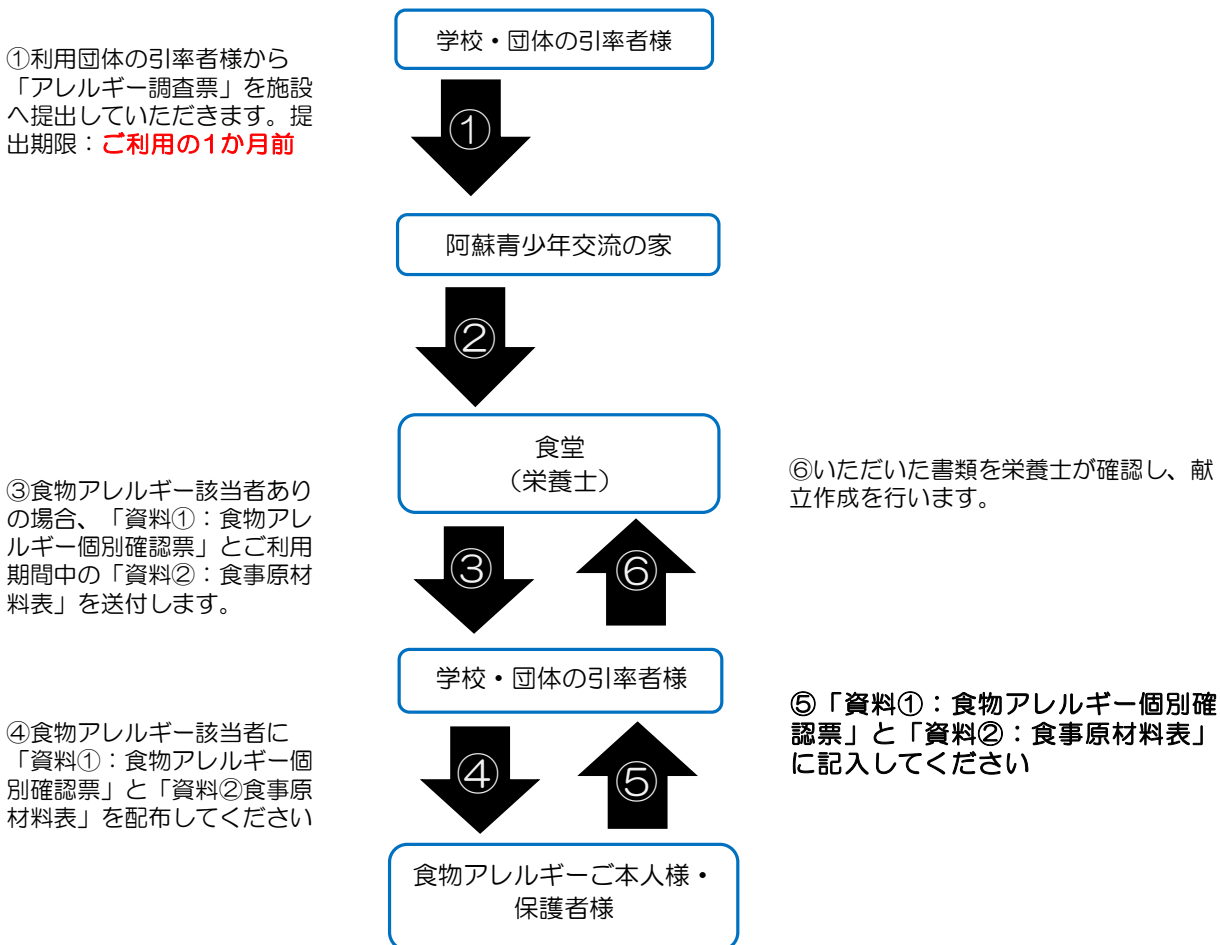 学校・団体の引率者様
①利用団体の引率者様から
「アレルギー調査票」を施設
へ提出していただきます。提
出期限：ご利用の1か月前
①
阿蘇青少年交流の家
②
食堂
（栄養士）
③食物アレルギー該当者あり
の場合、「資料①：食物アレ
ルギー個別確認票」とご利用
期間中の「資料②：食事原材
料表」を送付します。
③
⑥
⑥いただいた書類を栄養士が確認し、献
立作成を行います。
学校・団体の引率者様
④食物アレルギー該当者に
「資料①：食物アレルギー個
別確認票」と「資料②食事原
材料表」を配布してください
④
⑤
⑤「資料①：食物アレルギー個別確
認票」と「資料②：食事原材料表」
に記入してください
食物アレルギーご本人様・
保護者様